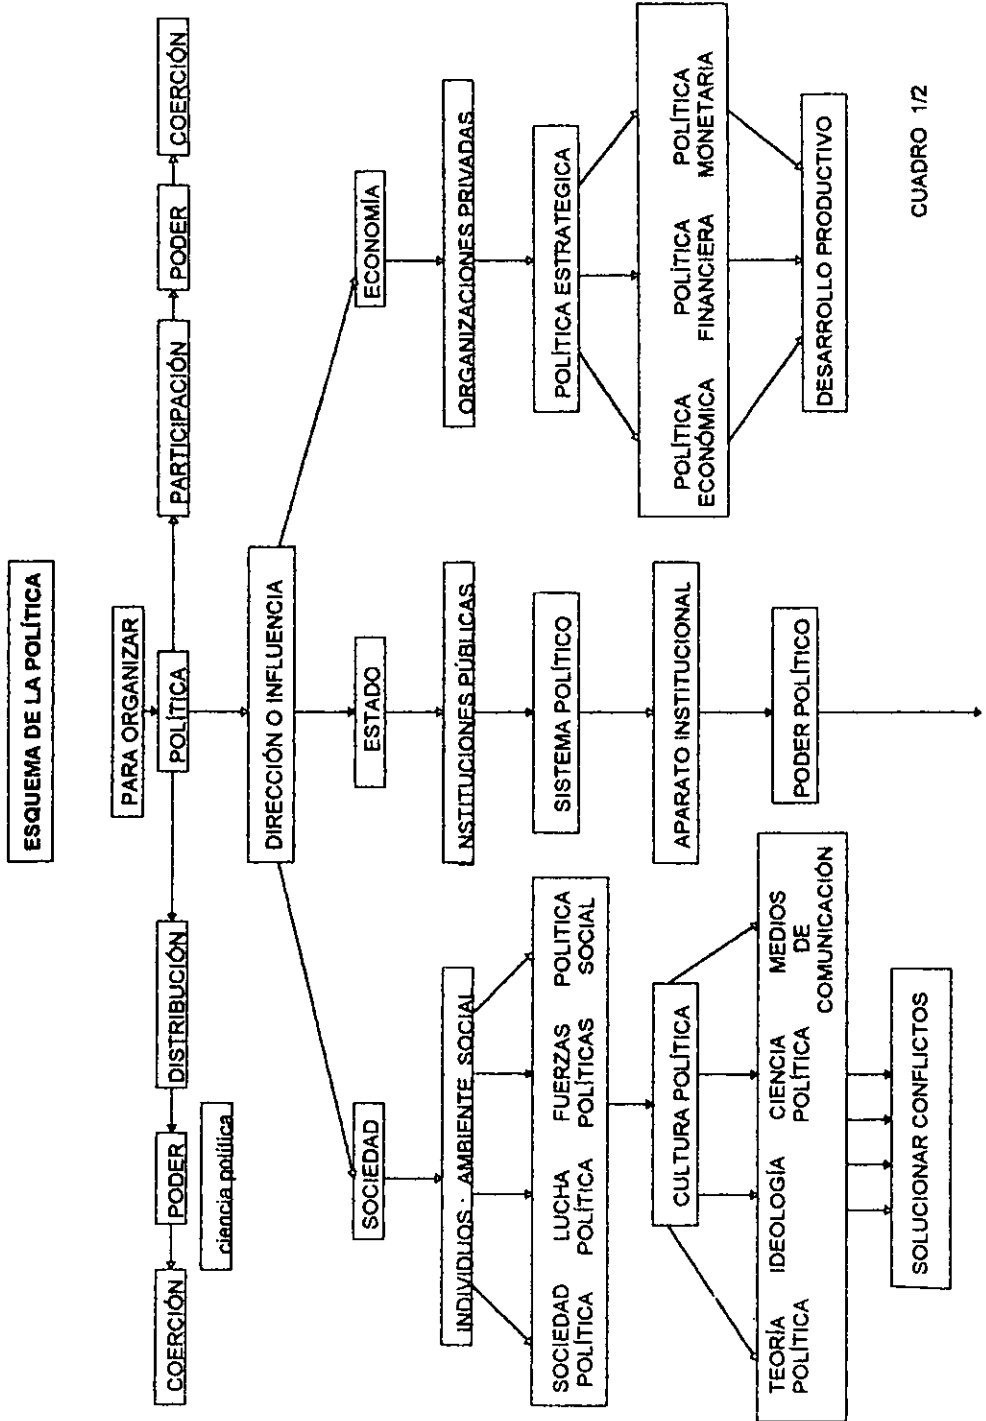 ESQUEMA DE LA POLÍTICA
PARA ORGANIZAR
COERCIÓN
PODER
DISTRIBUCIÓN
POLÍTICA
PARTICIPACIÓN
PODER
COERCIÓN
ciencia política
DIRECCIÓN O INFLUENCIA
SOCIEDAD
ESTADO
ECONOMÍA
INDIVIDUOS - AMBIENTE SOCIAL
INSTITUCIONES PÚBLICAS
ORGANIZACIONES PRIVADAS
SOCIEDAD
POLÍTICA
LUCHA
POLÍTICA
FUERZAS
POLÍTICAS
POLITICA
SOCIAL
SISTEMA POLÍTICO
POLÍTICA ESTRATEGICA
CULTURA POLÍTICA
APARATO INSTITUCIONAL
POLÍTICA
ECONÓMICA
POLÍTICA
FINANCIERA
POLÍTICA
MONETARIA
TEORÍA
POLÍTICA
IDEOLOGÍA
CIENCIA
POLÍTICA
MEDIOS
DE
COMUNICACIÓN
PODER POLÍTICO
DESARROLLO PRODUCTIVO
SOLUCIONAR CONFLICTOS
CUADRO 1/2